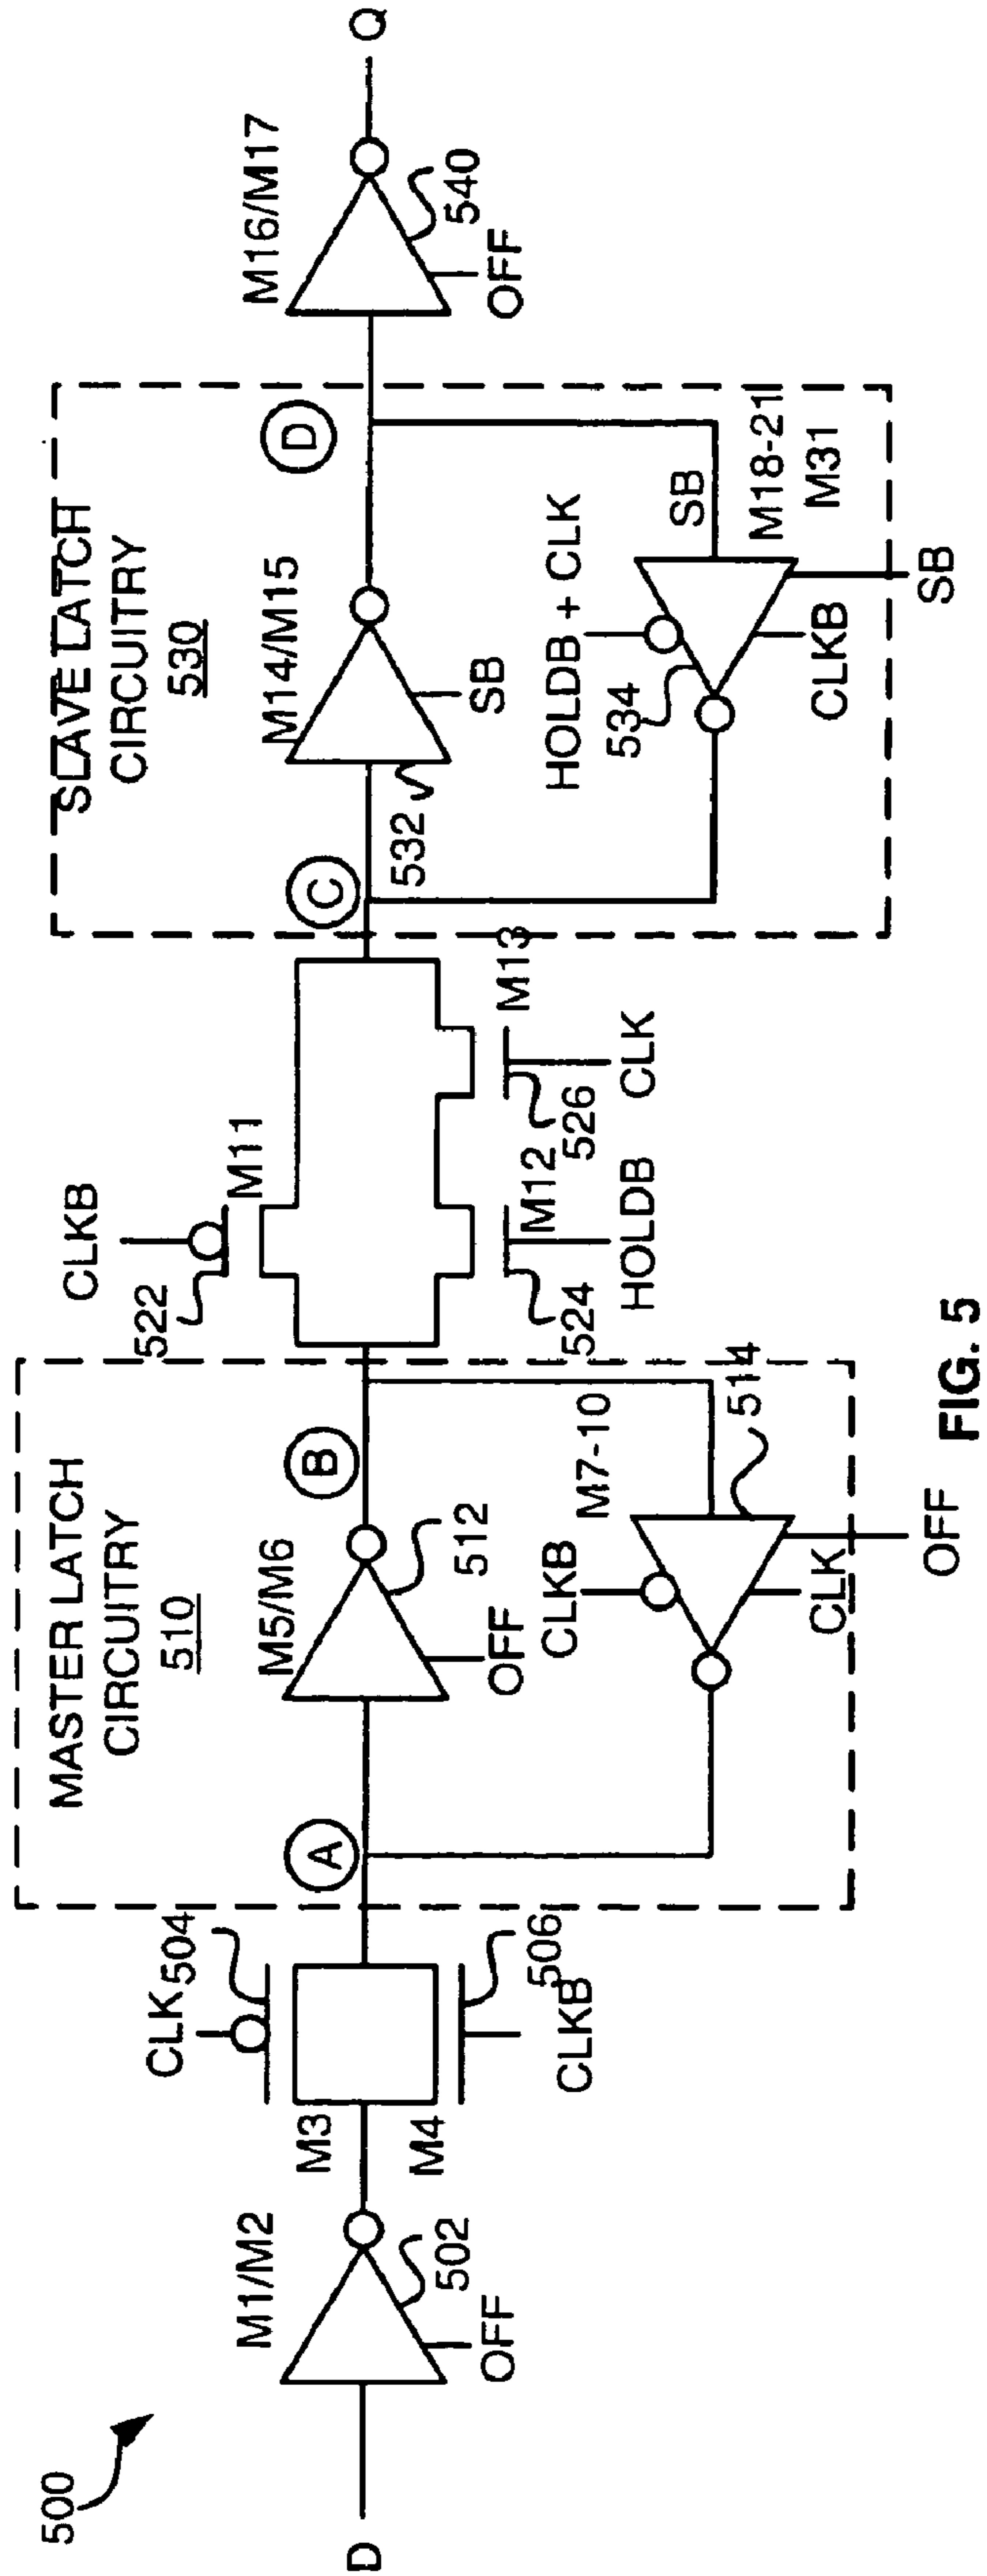 500
D
M1/M2
502
OFF
CLK
504
M3
M4
506
CLKB
MASTER LATCH
CIRCUITRY
510
A
M5/M6
512
OFF
B
CLKB
M7-10
514
CLK
OFF
CLKB
522
M11
M12
524
HOLDB
M13
526
CLK
SLAVE LATCH
CIRCUITRY
530
C
532
M14/M15
SB
D
HOLDB + CLK
534
SB
M18-21
M31
CLKB
SB
M16/M17
540
OFF
Q
FIG. 5